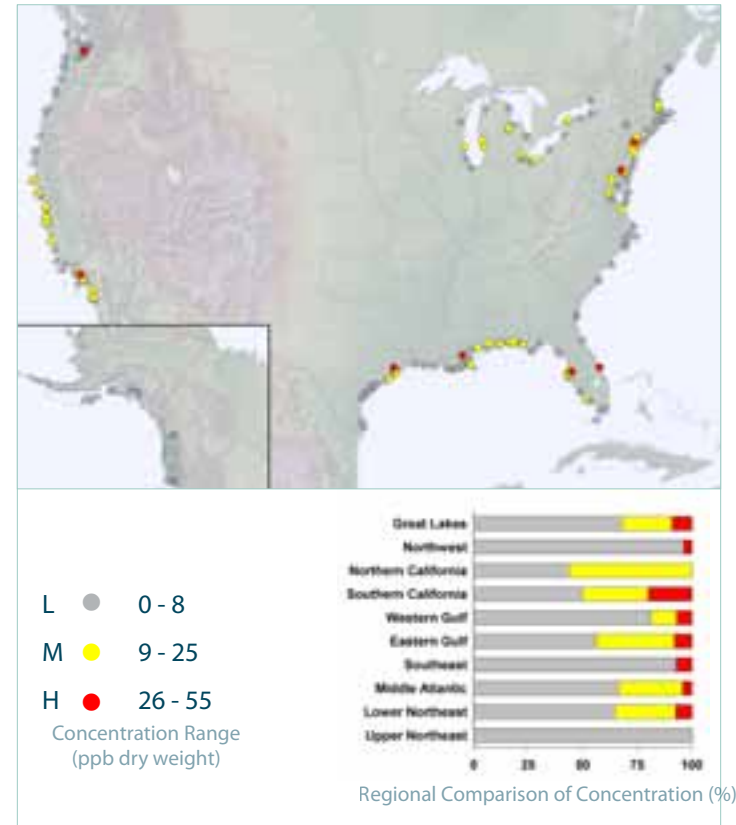 L 0 - 8
M 9 - 25
H 26 - 55
Concentration Range
(ppb dry weight)
Great Lakes
Northwest
Northern California
Southern California
Western Gulf
Eastern Gulf
Southeast
Middle Atlantic
Lower Northeast
Upper Northeast
0 25 50 75 100
Regional Comparison of Concentration (%)